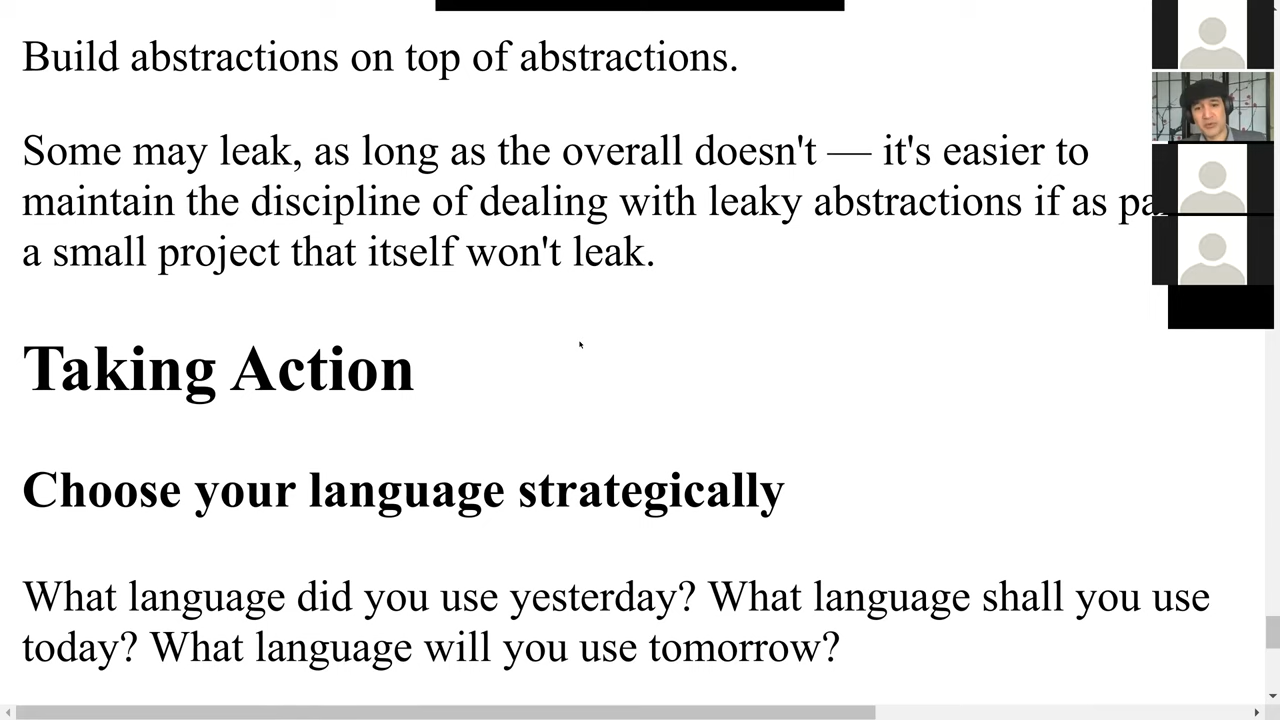 Build abstractions on top of abstractions.
Some may leak, as long as the overall doesn't — it's easier to
maintain the discipline of dealing with leaky abstractions if as
a small project that itself won't leak.
Taking Action
Choose your language strategically
What language did you use yesterday? What language shall you use
today? What language will you use tomorrow?